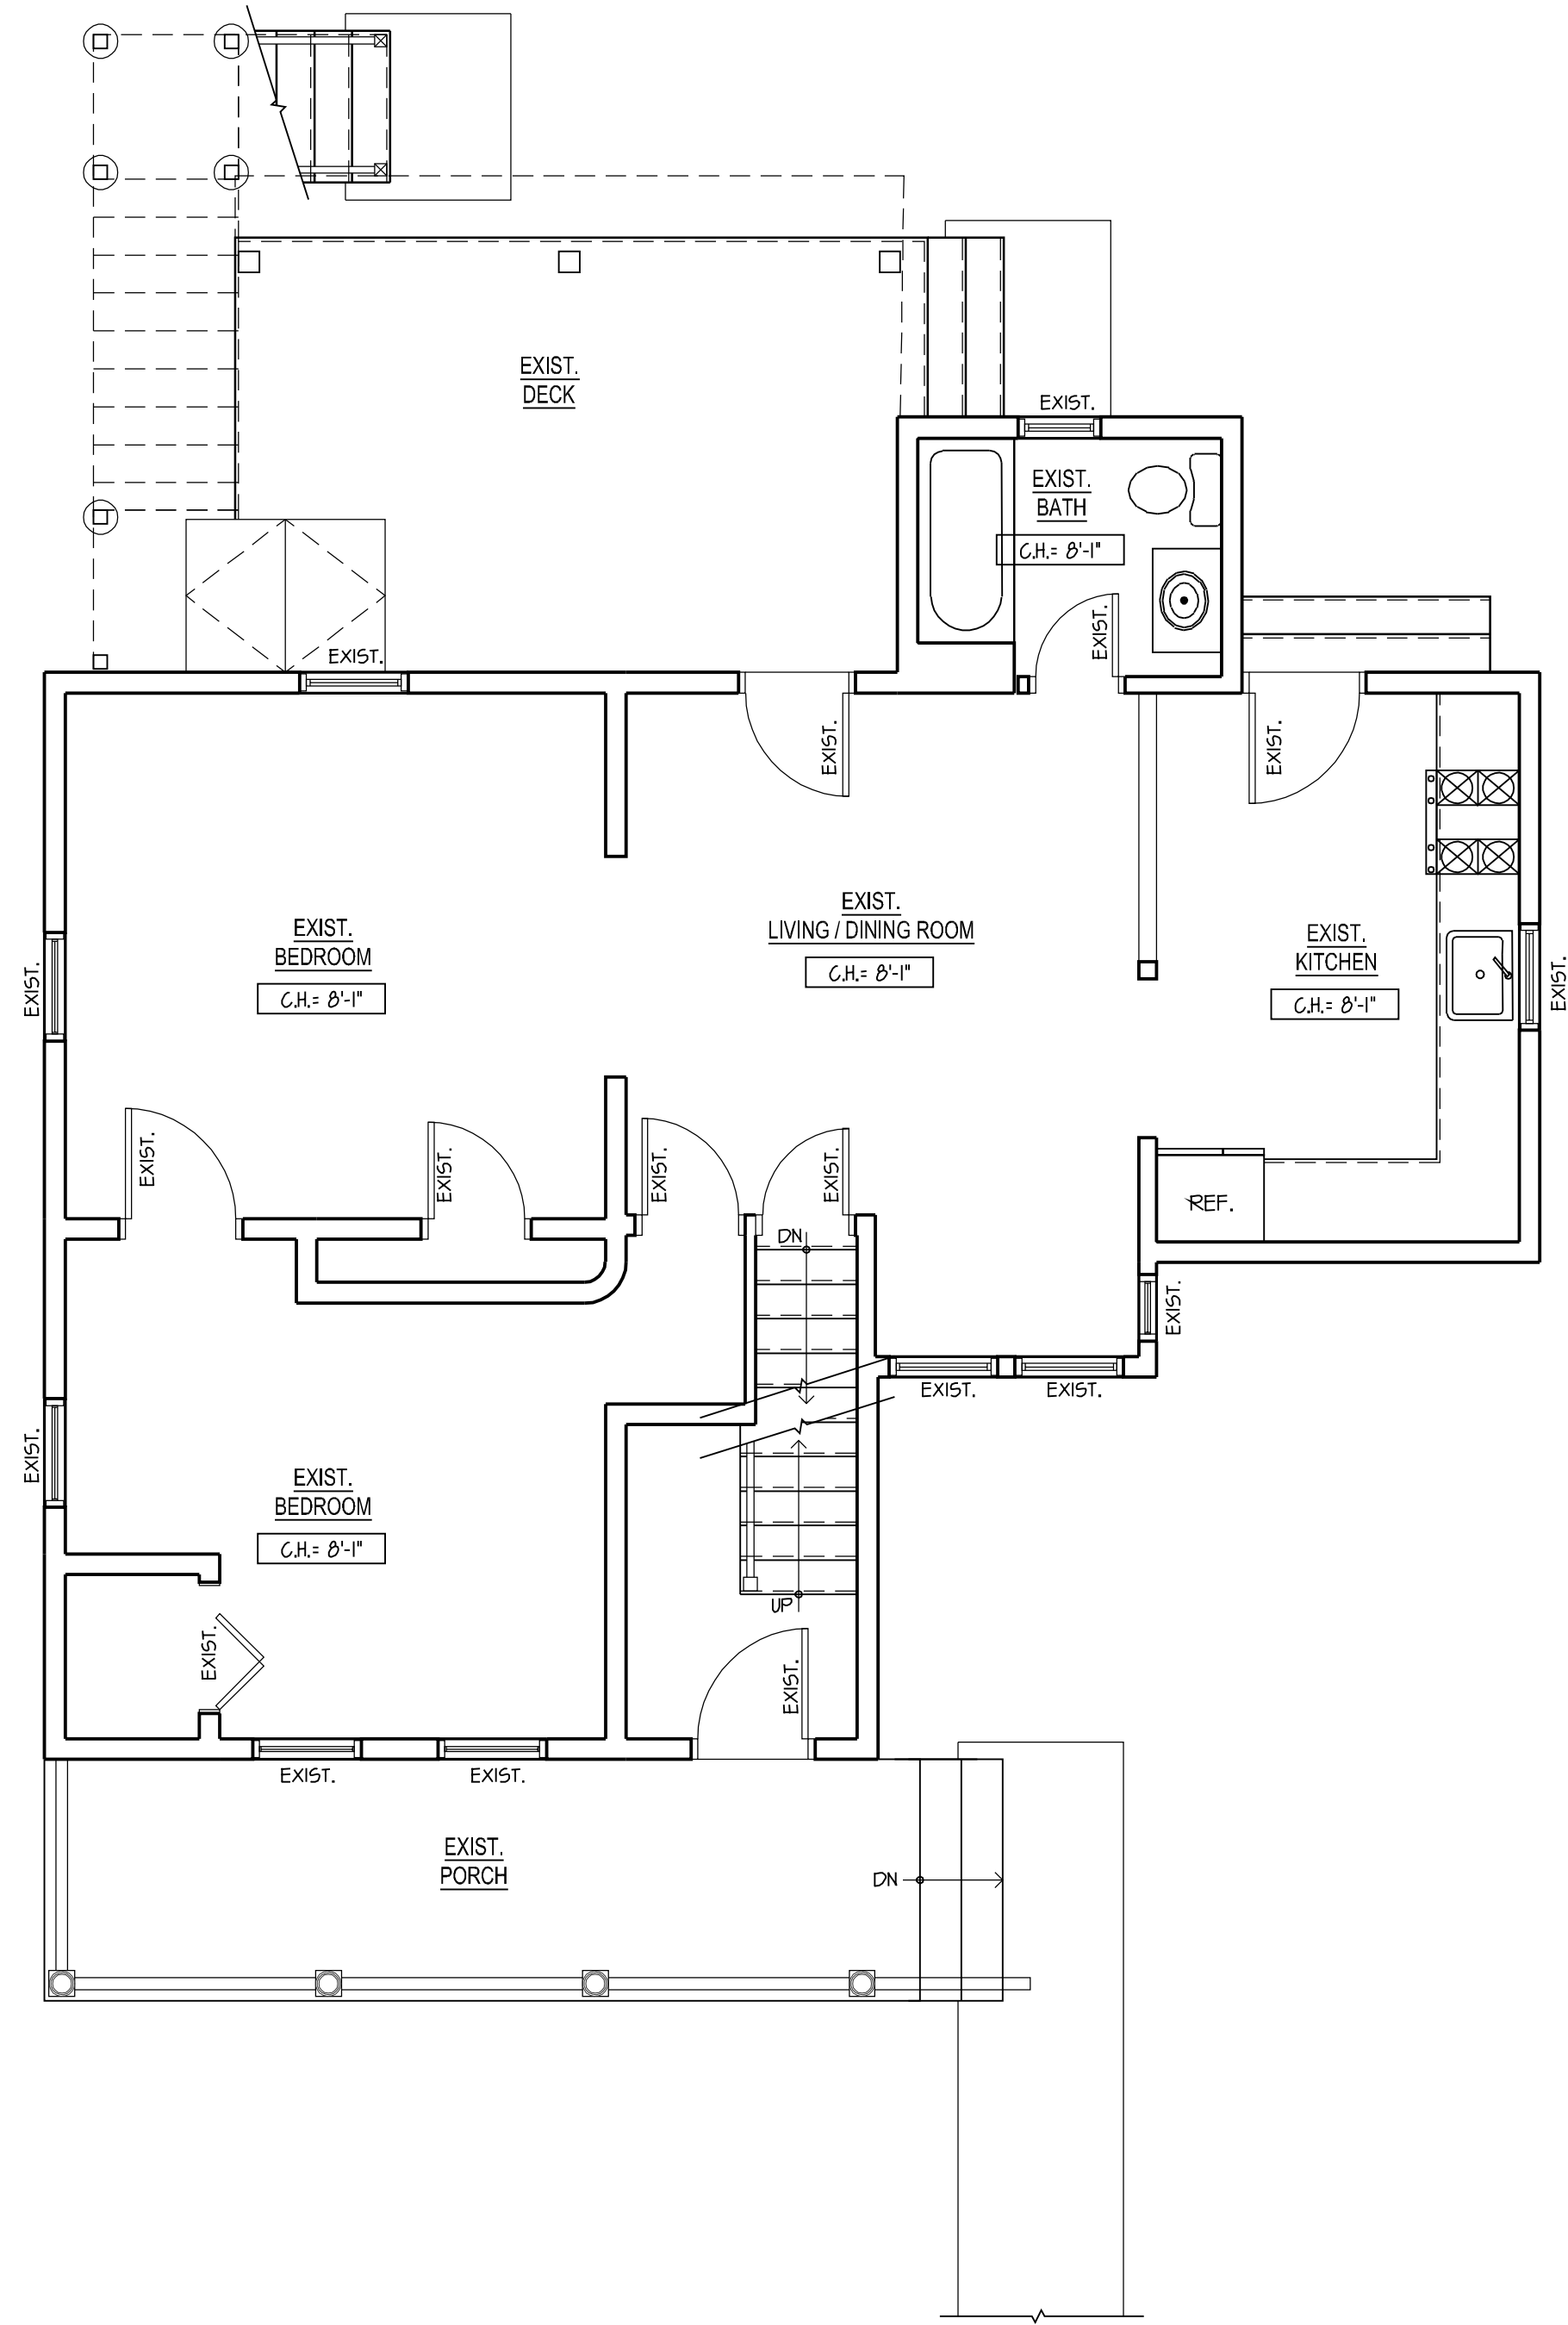 EXIST.
DECK
EXIST.
EXIST.
BATH
C.H.= 8'-1"
EXIST.
EXIST.
EXIST.
EXIST.
EXIST.
LIVING / DINING ROOM
C.H.= 8'-1"
EXIST.
BEDROOM
C.H.= 8'-1"
EXIST.
KITCHEN
C.H.= 8'-1"
EXIST.
EXIST.
EXIST.
EXIST.
EXIST.
EXIST.
REF.
DN
EXIST.
EXIST.
EXIST.
EXIST.
EXIST.
BEDROOM
C.H.= 8'-1"
UP
EXIST.
EXIST.
EXIST.
EXIST.
EXIST.
PORCH
DN